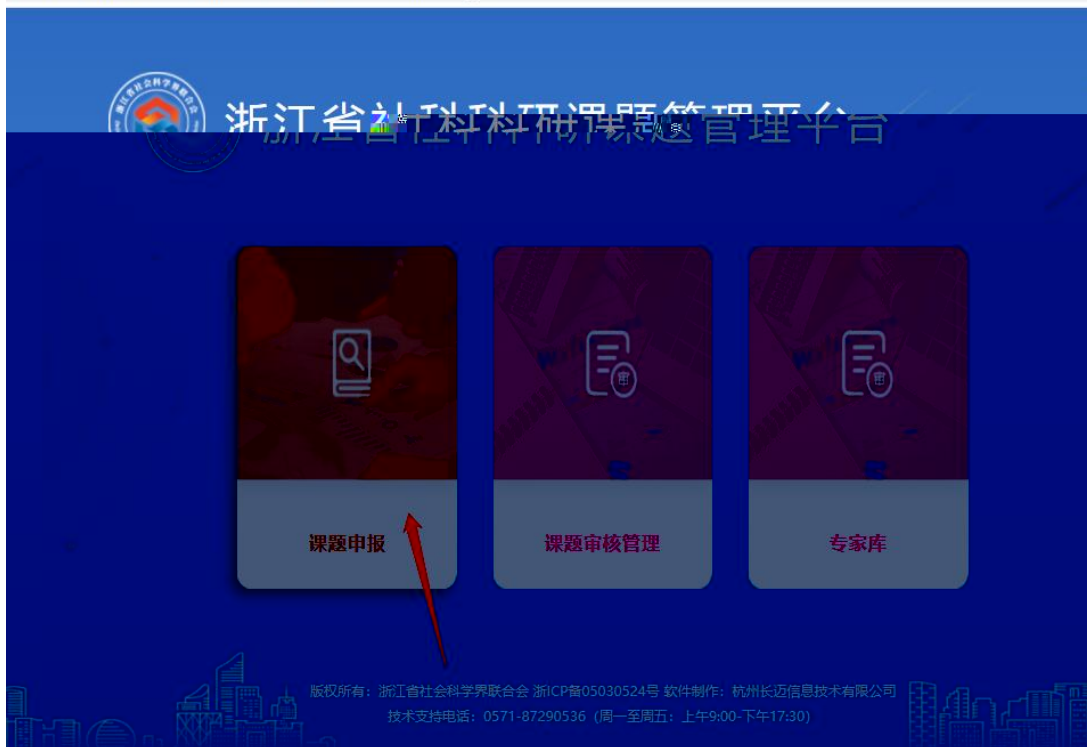 浙江省社科科研课题管理平台
课题申报
课题审核管理
专家库
版权所有：浙江省社会科学界联合会 浙ICP备05030524号 软件制作：杭州长迈信息技术有限公司
技术支持电话：0571-87290536（周一至周五：上午9:00-下午17:30）